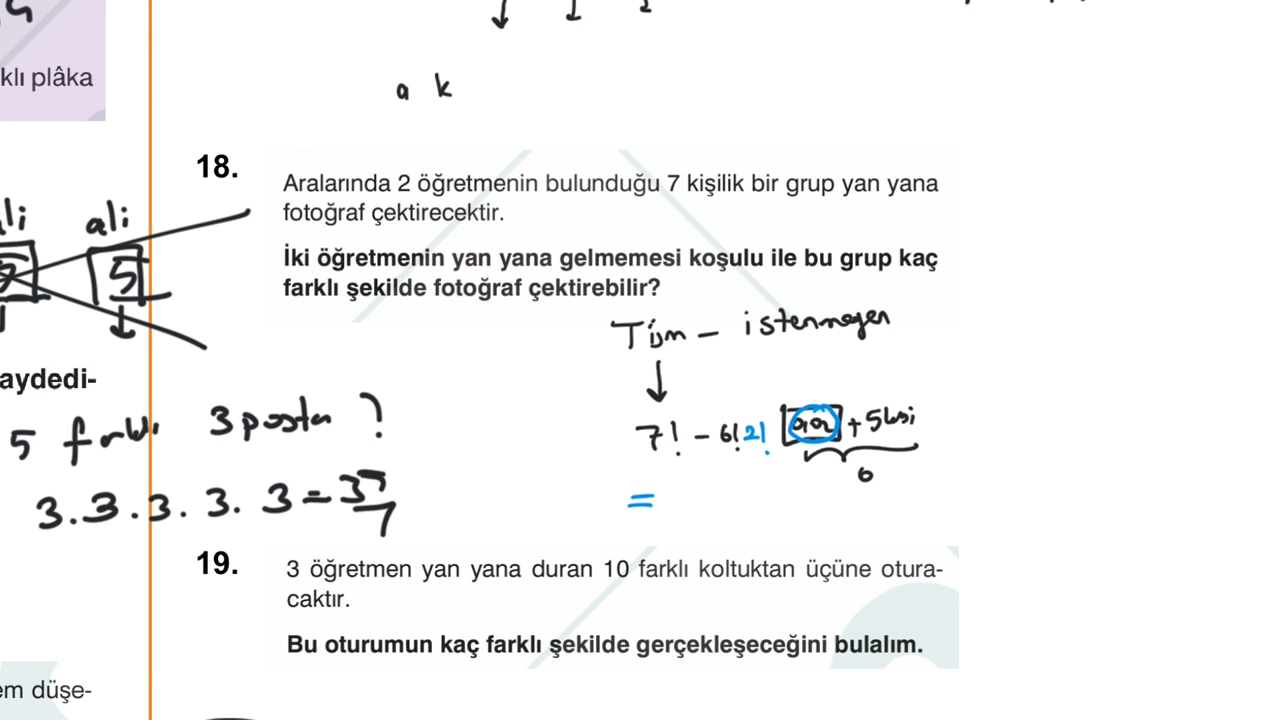 klı plâka
a k
18.
Aralarında 2 öğretmenin bulunduğu 7 kişilik bir grup yan yana
fotoğraf çektirecektir.
İki öğretmenin yan yana gelmemesi koşulu ile bu grup kaç
farklı şekilde fotoğraf çektirebilir?
Tüm - istenmeyen
7! - 6!2! + 5kişi
6
=
li
ali
5
aydedi-
5 farklı 3 posta ?
3.3.3.3.3=
19.
3 öğretmen yan yana duran 10 farklı koltuktan üçüne otura-
caktır.
Bu oturumun kaç farklı şekilde gerçekleşeceğini bulalım.
em düşe-